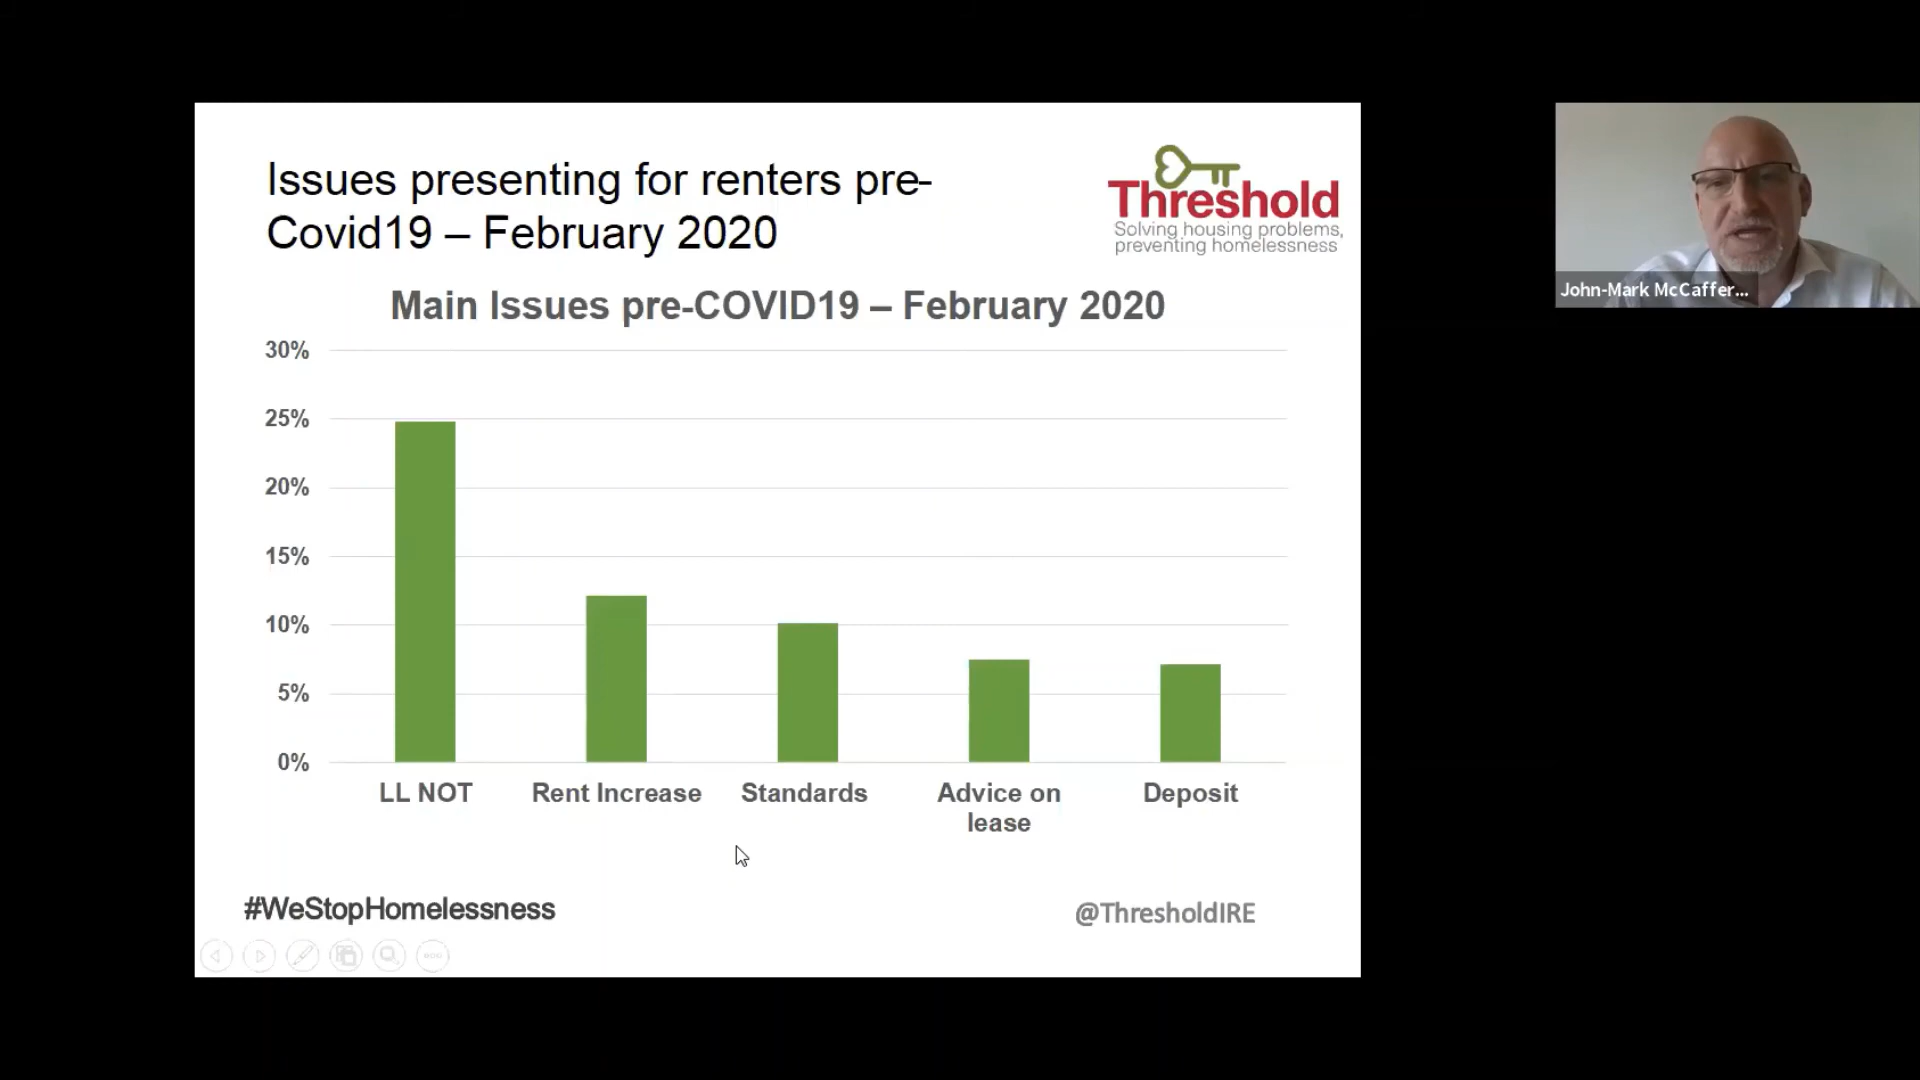 Issues presenting for renters pre-
Covid19 – February 2020
Threshold
Solving housing problems,
preventing homelessness
Main Issues pre-COVID19 – February 2020
30%
25%
20%
15%
10%
5%
0%
LL NOT
Rent Increase
Standards
Advice on
lease
Deposit
#WeStopHomelessness
@ThresholdIRE
John-Mark McCaffer...